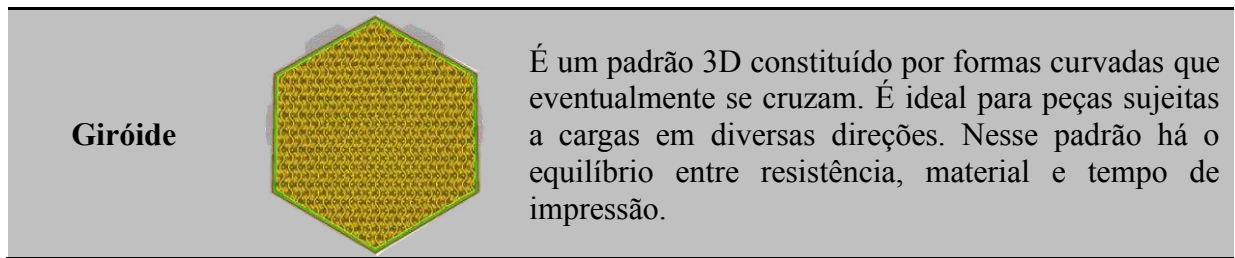 Giróide
É um padrão 3D constituído por formas curvadas que
eventualmente se cruzam. É ideal para peças sujeitas
a cargas em diversas direções. Nesse padrão há o
equilíbrio entre resistência, material e tempo de
impressão.